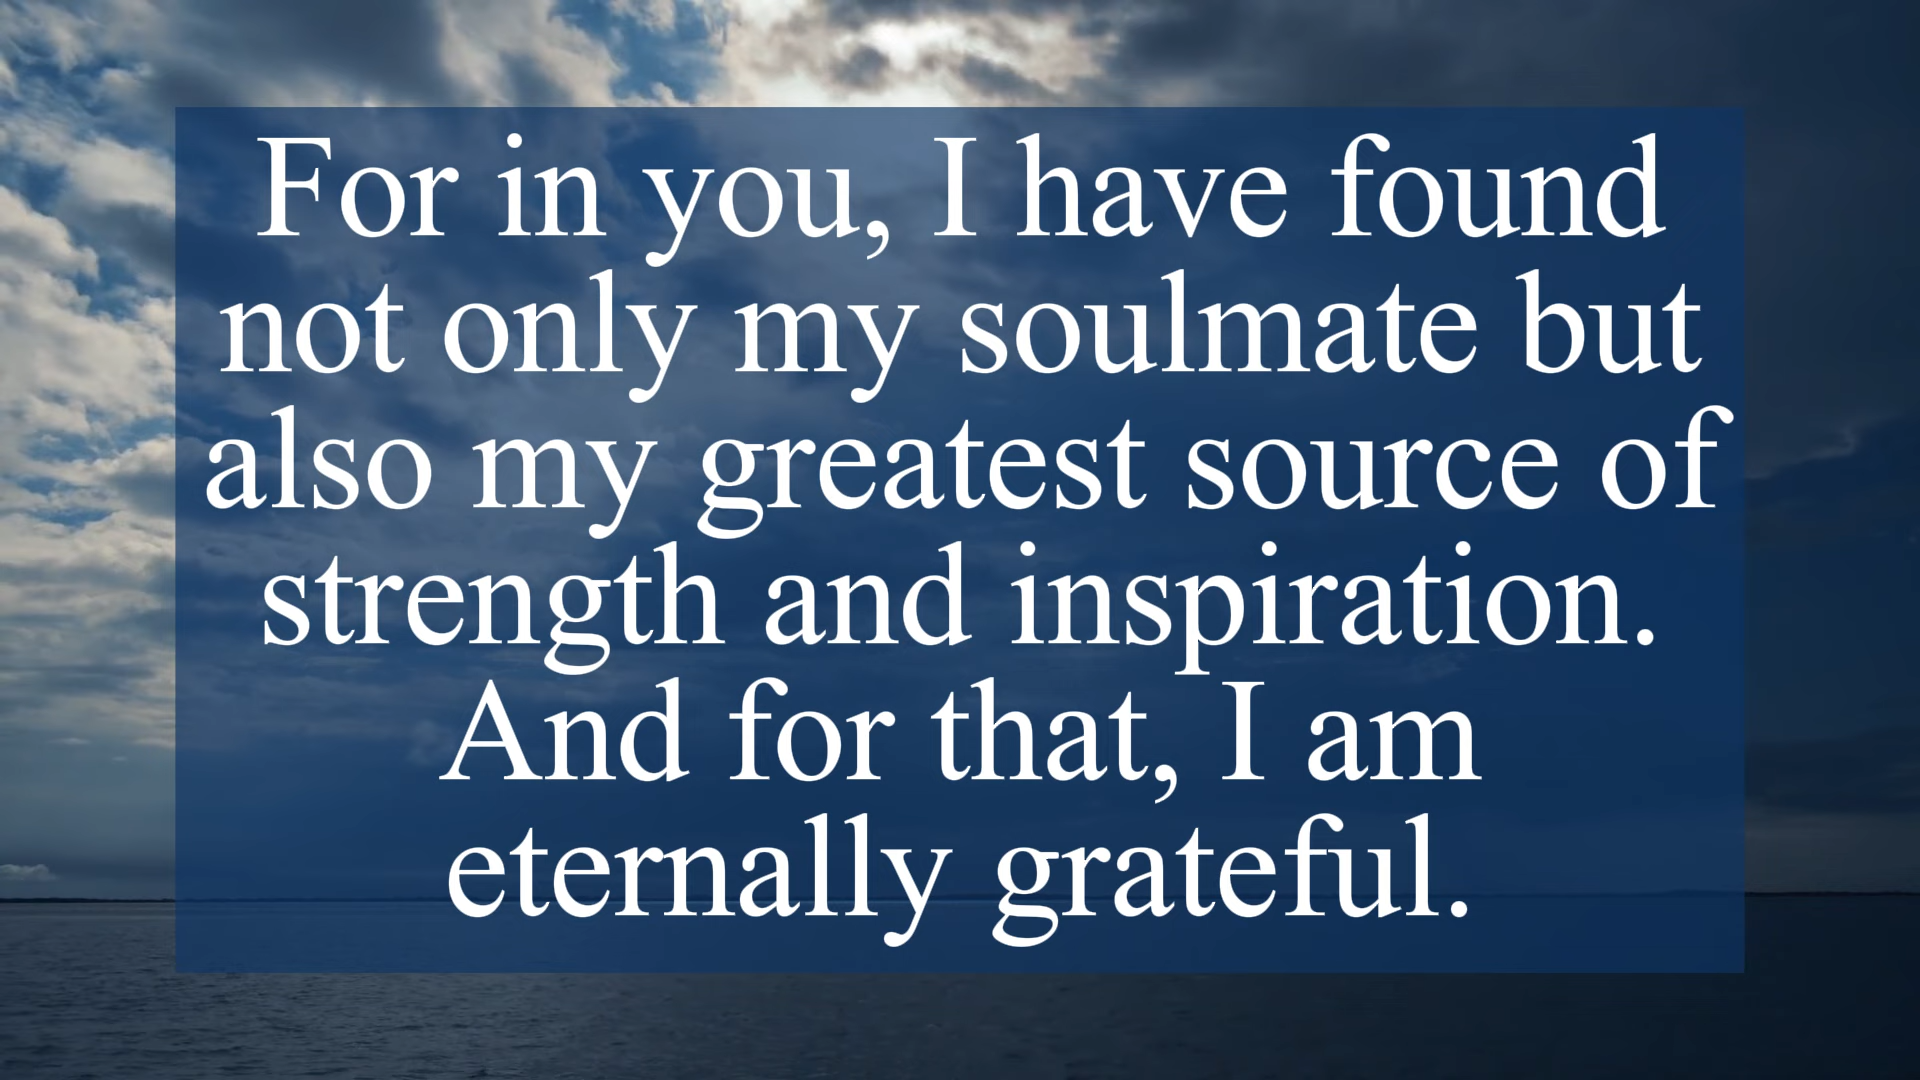 For in you, I have found
not only my soulmate but
also my greatest source of
strength and inspiration.
And for that, I am
eternally grateful.